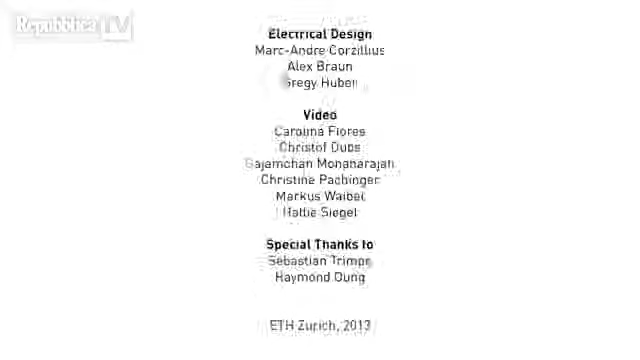 Repubblica TV
Electrical Design
Marc-Andre Corzillius
Alex Braun
Gregy Huber
Video
Carolina Flores
Christof Dubs
Gajamohan Mohanarajah
Christine Pachinger
Markus Waibel
Hallie Siegel
Special Thanks to
Sebastian Trimpe
Raymond Oung
ETH Zurich, 2013